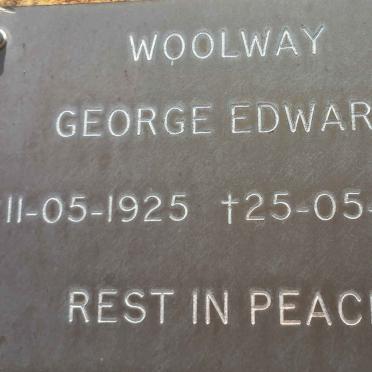 WOOLWAY
GEORGE EDWAR
11-05-1925 †25-05-
REST IN PEAC